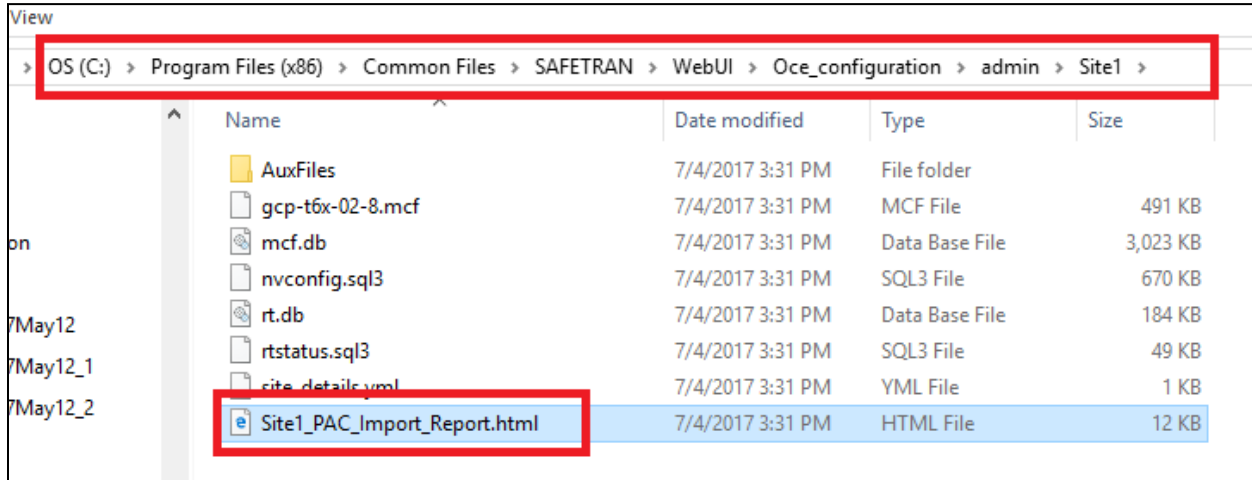 View
> OS (C:) > Program Files (x86) > Common Files > SAFETRAN > WebUI > Oce_configuration > admin > Site1 >
Name Date modified Type Size
AuxFiles 7/4/2017 3:31 PM File folder
gcp-t6x-02-8.mcf 7/4/2017 3:31 PM MCF File 491 KB
on
mcf.db 7/4/2017 3:31 PM Data Base File 3,023 KB
nvconfig.sql3 7/4/2017 3:31 PM SQL3 File 670 KB
7May12
rt.db 7/4/2017 3:31 PM Data Base File 184 KB
7May12_1
rtstatus.sql3 7/4/2017 3:31 PM SQL3 File 49 KB
site_details.yml 7/4/2017 3:31 PM YML File 1 KB
7May12_2
Site1_PAC_Import_Report.html 7/4/2017 3:31 PM HTML File 12 KB